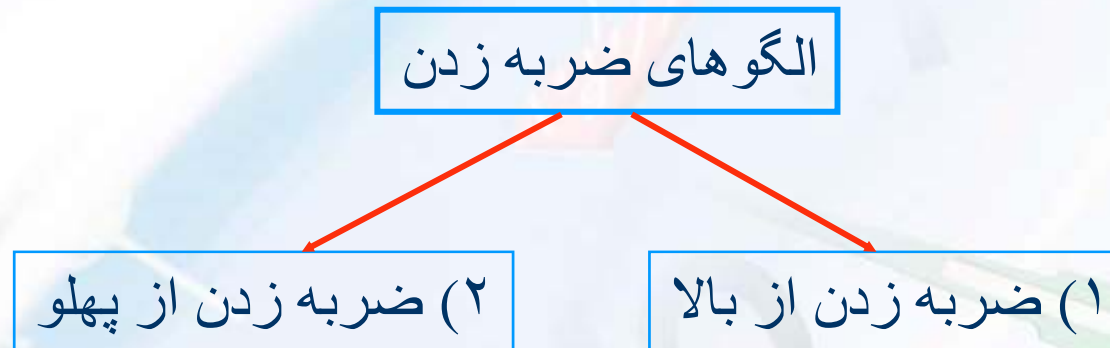 الگوهای ضربه زدن
۱) ضربه زدن از بالا
۲) ضربه زدن از پهلو